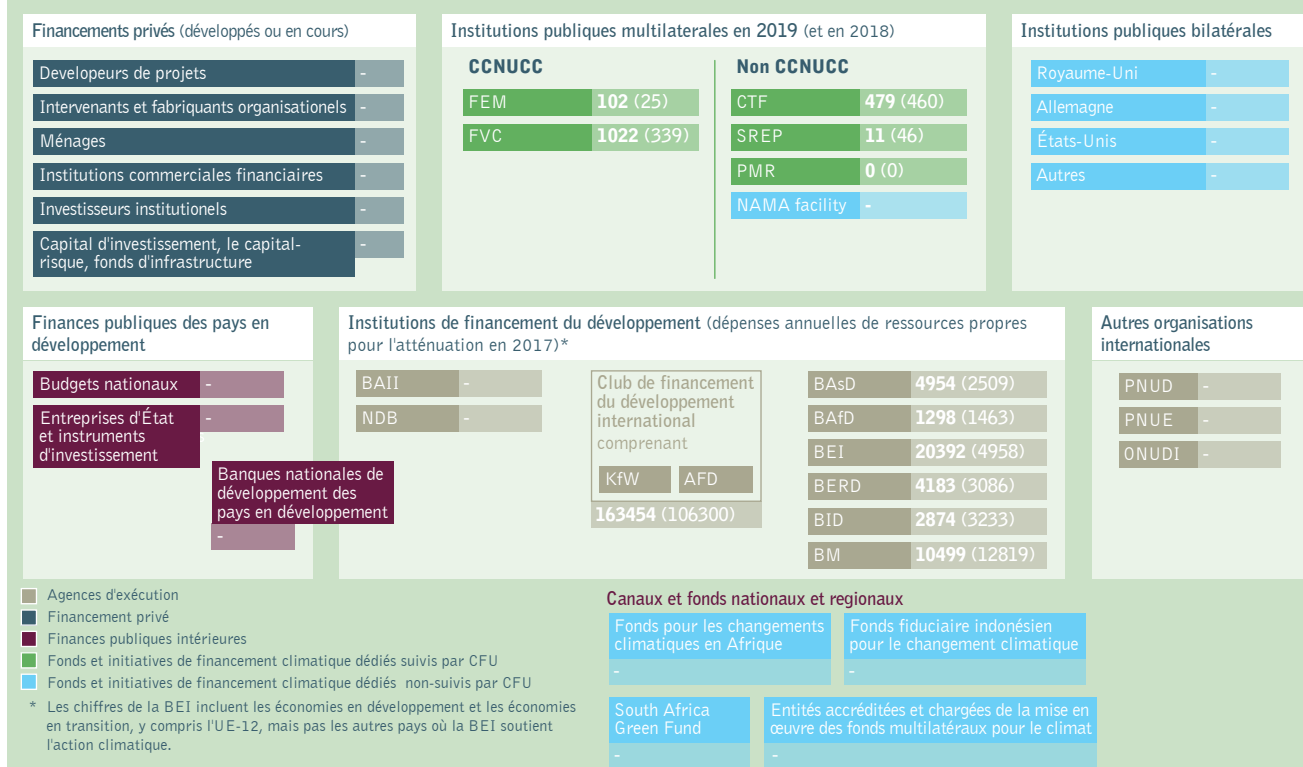 Financements privés (développés ou en cours)
Developeurs de projets -
Intervenants et fabriquants organisationels -
Ménages -
Institutions commerciales financiaires -
Investisseurs institutionels -
Capital d'investissement, le capital- -
risque, fonds d'infrastructure
Institutions publiques multilaterales en 2019 (et en 2018)
CCNUCC
FEM 102 (25)
FVC 1022 (339)
Non CCNUCC
CTF 479 (460)
SREP 11 (46)
PMR 0 (0)
NAMA facility -
Institutions publiques bilatérales
Royaume-Uni -
Allemagne -
États-Unis -
Autres -
Finances publiques des pays en
développement
Budgets nationaux -
Entreprises d'État -
et instruments
d'investissement
Banques nationales de
développement des
pays en développement
-
Institutions de financement du développement (dépenses annuelles de ressources propres
pour l'atténuation en 2017)*
BAII -
NDB -
Club de financement
du développement
international
comprenant
KfW AFD
163454 (106300)
BAsD 4954 (2509)
BAfD 1298 (1463)
BEI 20392 (4958)
BERD 4183 (3086)
BID 2874 (3233)
BM 10499 (12819)
Autres organisations
internationales
PNUD -
PNUE -
ONUDI -
Agences d'exécution
Financement privé
Finances publiques intérieures
Fonds et initiatives de financement climatique dédiés suivis par CFU
Fonds et initiatives de financement climatique dédiés non-suivis par CFU
* Les chiffres de la BEI incluent les économies en développement et les économies
en transition, y compris l'UE-12, mais pas les autres pays où la BEI soutient
l'action climatique.
Canaux et fonds nationaux et regionaux
Fonds pour les changements
climatiques en Afrique
-
Fonds fiduciaire indonésien
pour le changement climatique
-
South Africa
Green Fund
-
Entités accréditées et chargées de la mise en
œuvre des fonds multilatéraux pour le climat
-